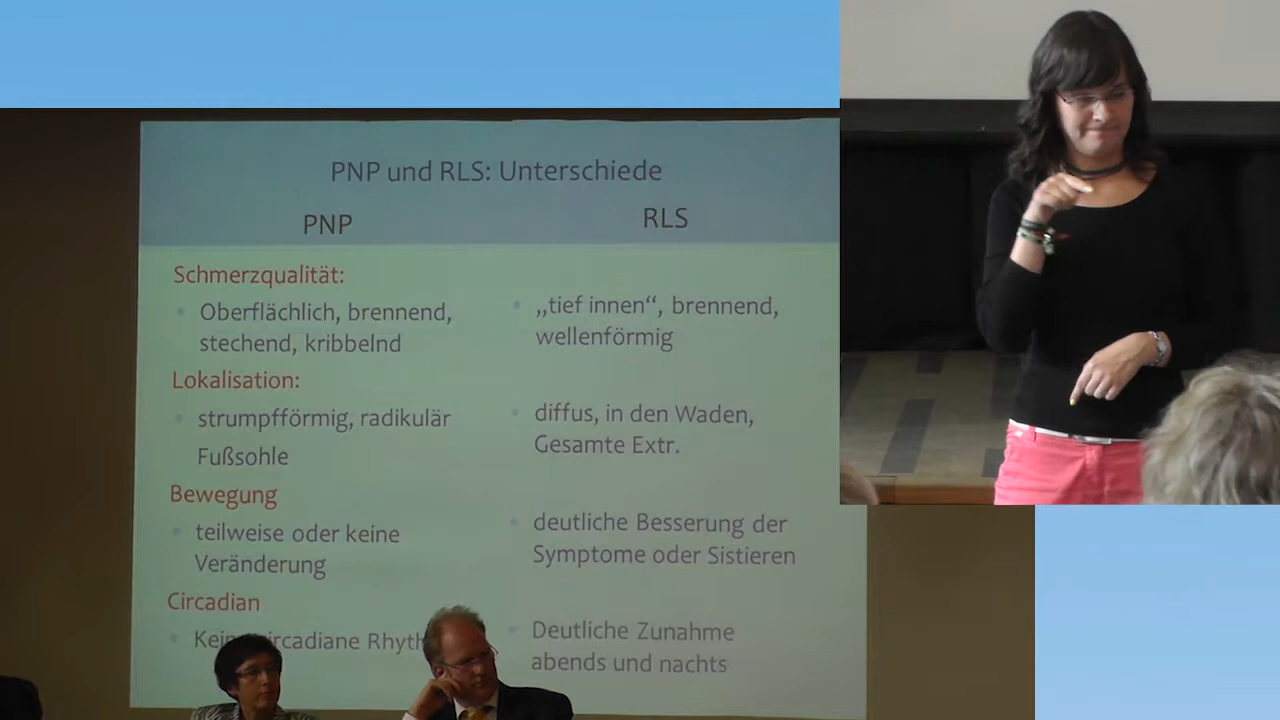 PNP und RLS: Unterschiede
PNP
RLS
Schmerzqualität:
Oberflächlich, brennend,
stechend, kribbelnd
„tief innen“, brennend,
wellenförmig
Lokalisation:
strumpfförmig, radikulär
Fußsohle
diffus, in den Waden,
Gesamte Extr.
Bewegung
teilweise oder keine
Veränderung
deutliche Besserung der
Symptome oder Sistieren
Circadian
Deutliche Zunahme
abends und nachts